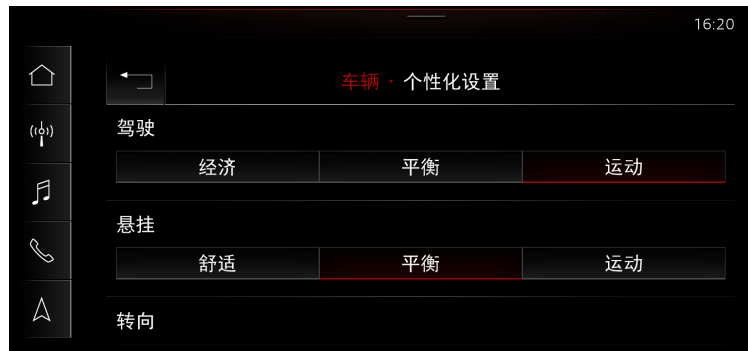 16:20
车辆·个性化设置
驾驶
经济 平衡 运动
悬挂
舒适 平衡 运动
转向